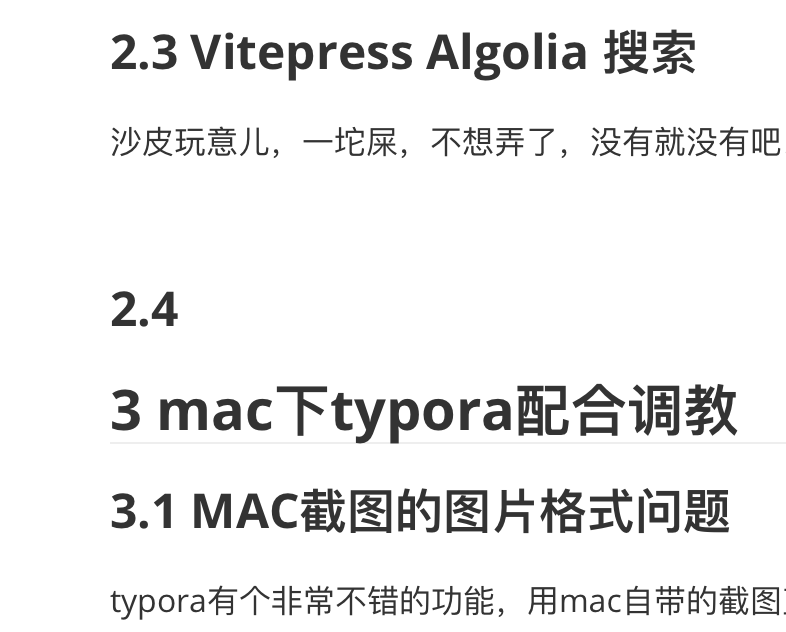 2.3 Vitepress Algolia 搜索
沙皮玩意儿，一坨屎，不想弄了，没有就没有吧
2.4
3 mac下typora配合调教
3.1 MAC截图的图片格式问题
typora有个非常不错的功能，用mac自带的截图